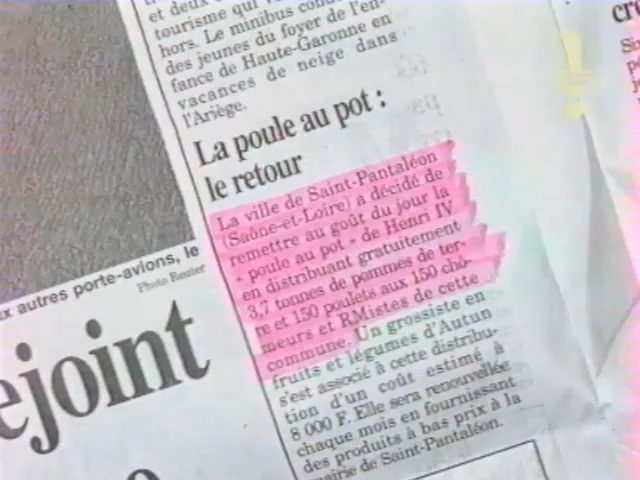 et deux
tourisme qui
hors. Le minibus
des jeunes du foyer de l'en-
fance de Haute-Garonne en
vacances de neige dans
l'Ariège.
La poule au pot :
le retour
La ville de Saint-Pantaléon
(Saône-et-Loire) a décidé de
remettre au goût du jour la
« poule au pot » de Henri IV
en distribuant gratuitement
3,7 tonnes de pommes de ter-
re et 150 poulets aux 150 chô-
meurs et RMistes de cette
commune. Un grossiste en
fruits et légumes d'Autun
s'est associé à cette distribu-
tion d'un coût estimé à
8 000 F. Elle sera renouvellée
chaque mois en fournissant
des produits à bas prix à la
mairie de Saint-Pantaléon.
x autres porte-avions, le
Photo Reuter
ejoint